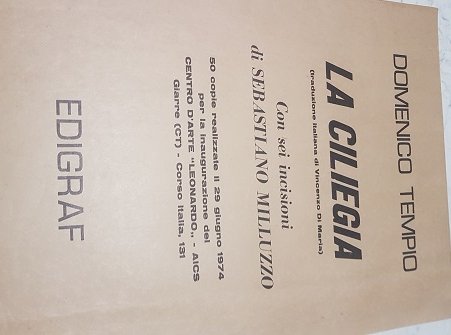 DOMENICO TEMPIO
LA CILIEGIA
(traduzione italiana di Vincenzo Di Maria)
Con sei incisioni
di SEBASTIANO MILLUZZO
50 copie realizzate il 29 giugno 1974
per la inaugurazione del
CENTRO D'ARTE "LEONARDO,, - AICS
Giarre (CT) - Corso Italia, 131
EDIGRAF